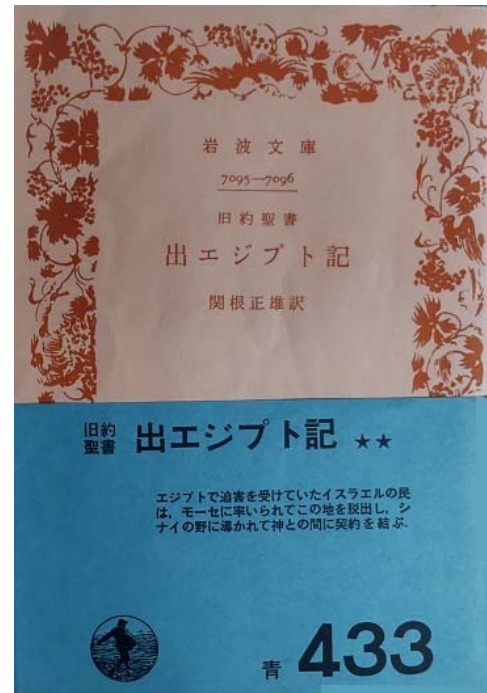 岩波文庫
7095—7096
旧約聖書
出エジプト記
関根正雄訳
旧約聖書 出エジプト記 ★★
エジプトで迫害を受けていたイスラエルの民
は，モーセに率いられてこの地を脱出し，シ
ナイの野に導かれて神との間に契約を結ぶ．
青 433